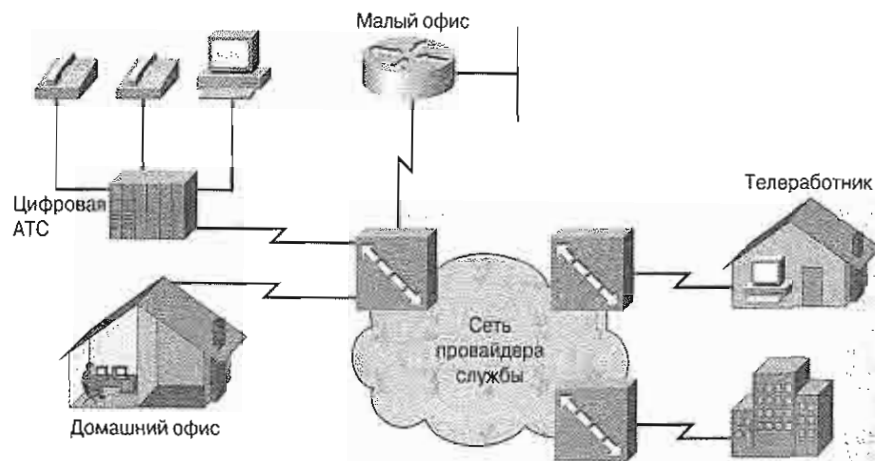 Малый офис
Цифровая
АТС
Телеработник
Сеть
провайдера
службы
Домашний офис